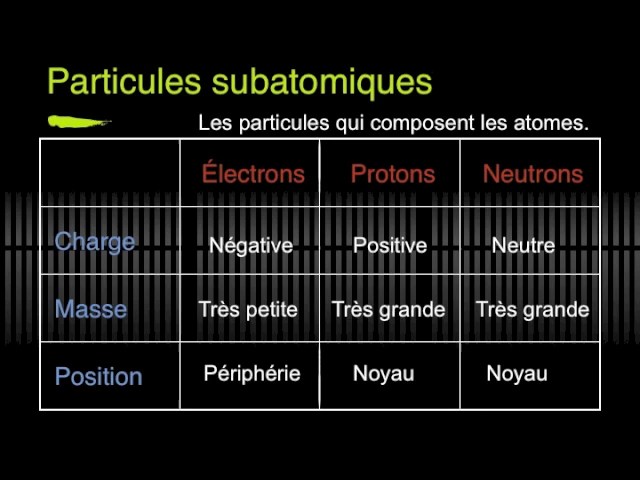 Particules subatomiques
Les particules qui composent les atomes.
Électrons Protons Neutrons
Charge Négative Positive Neutre
Masse Très petite Très grande Très grande
Position Périphérie Noyau Noyau